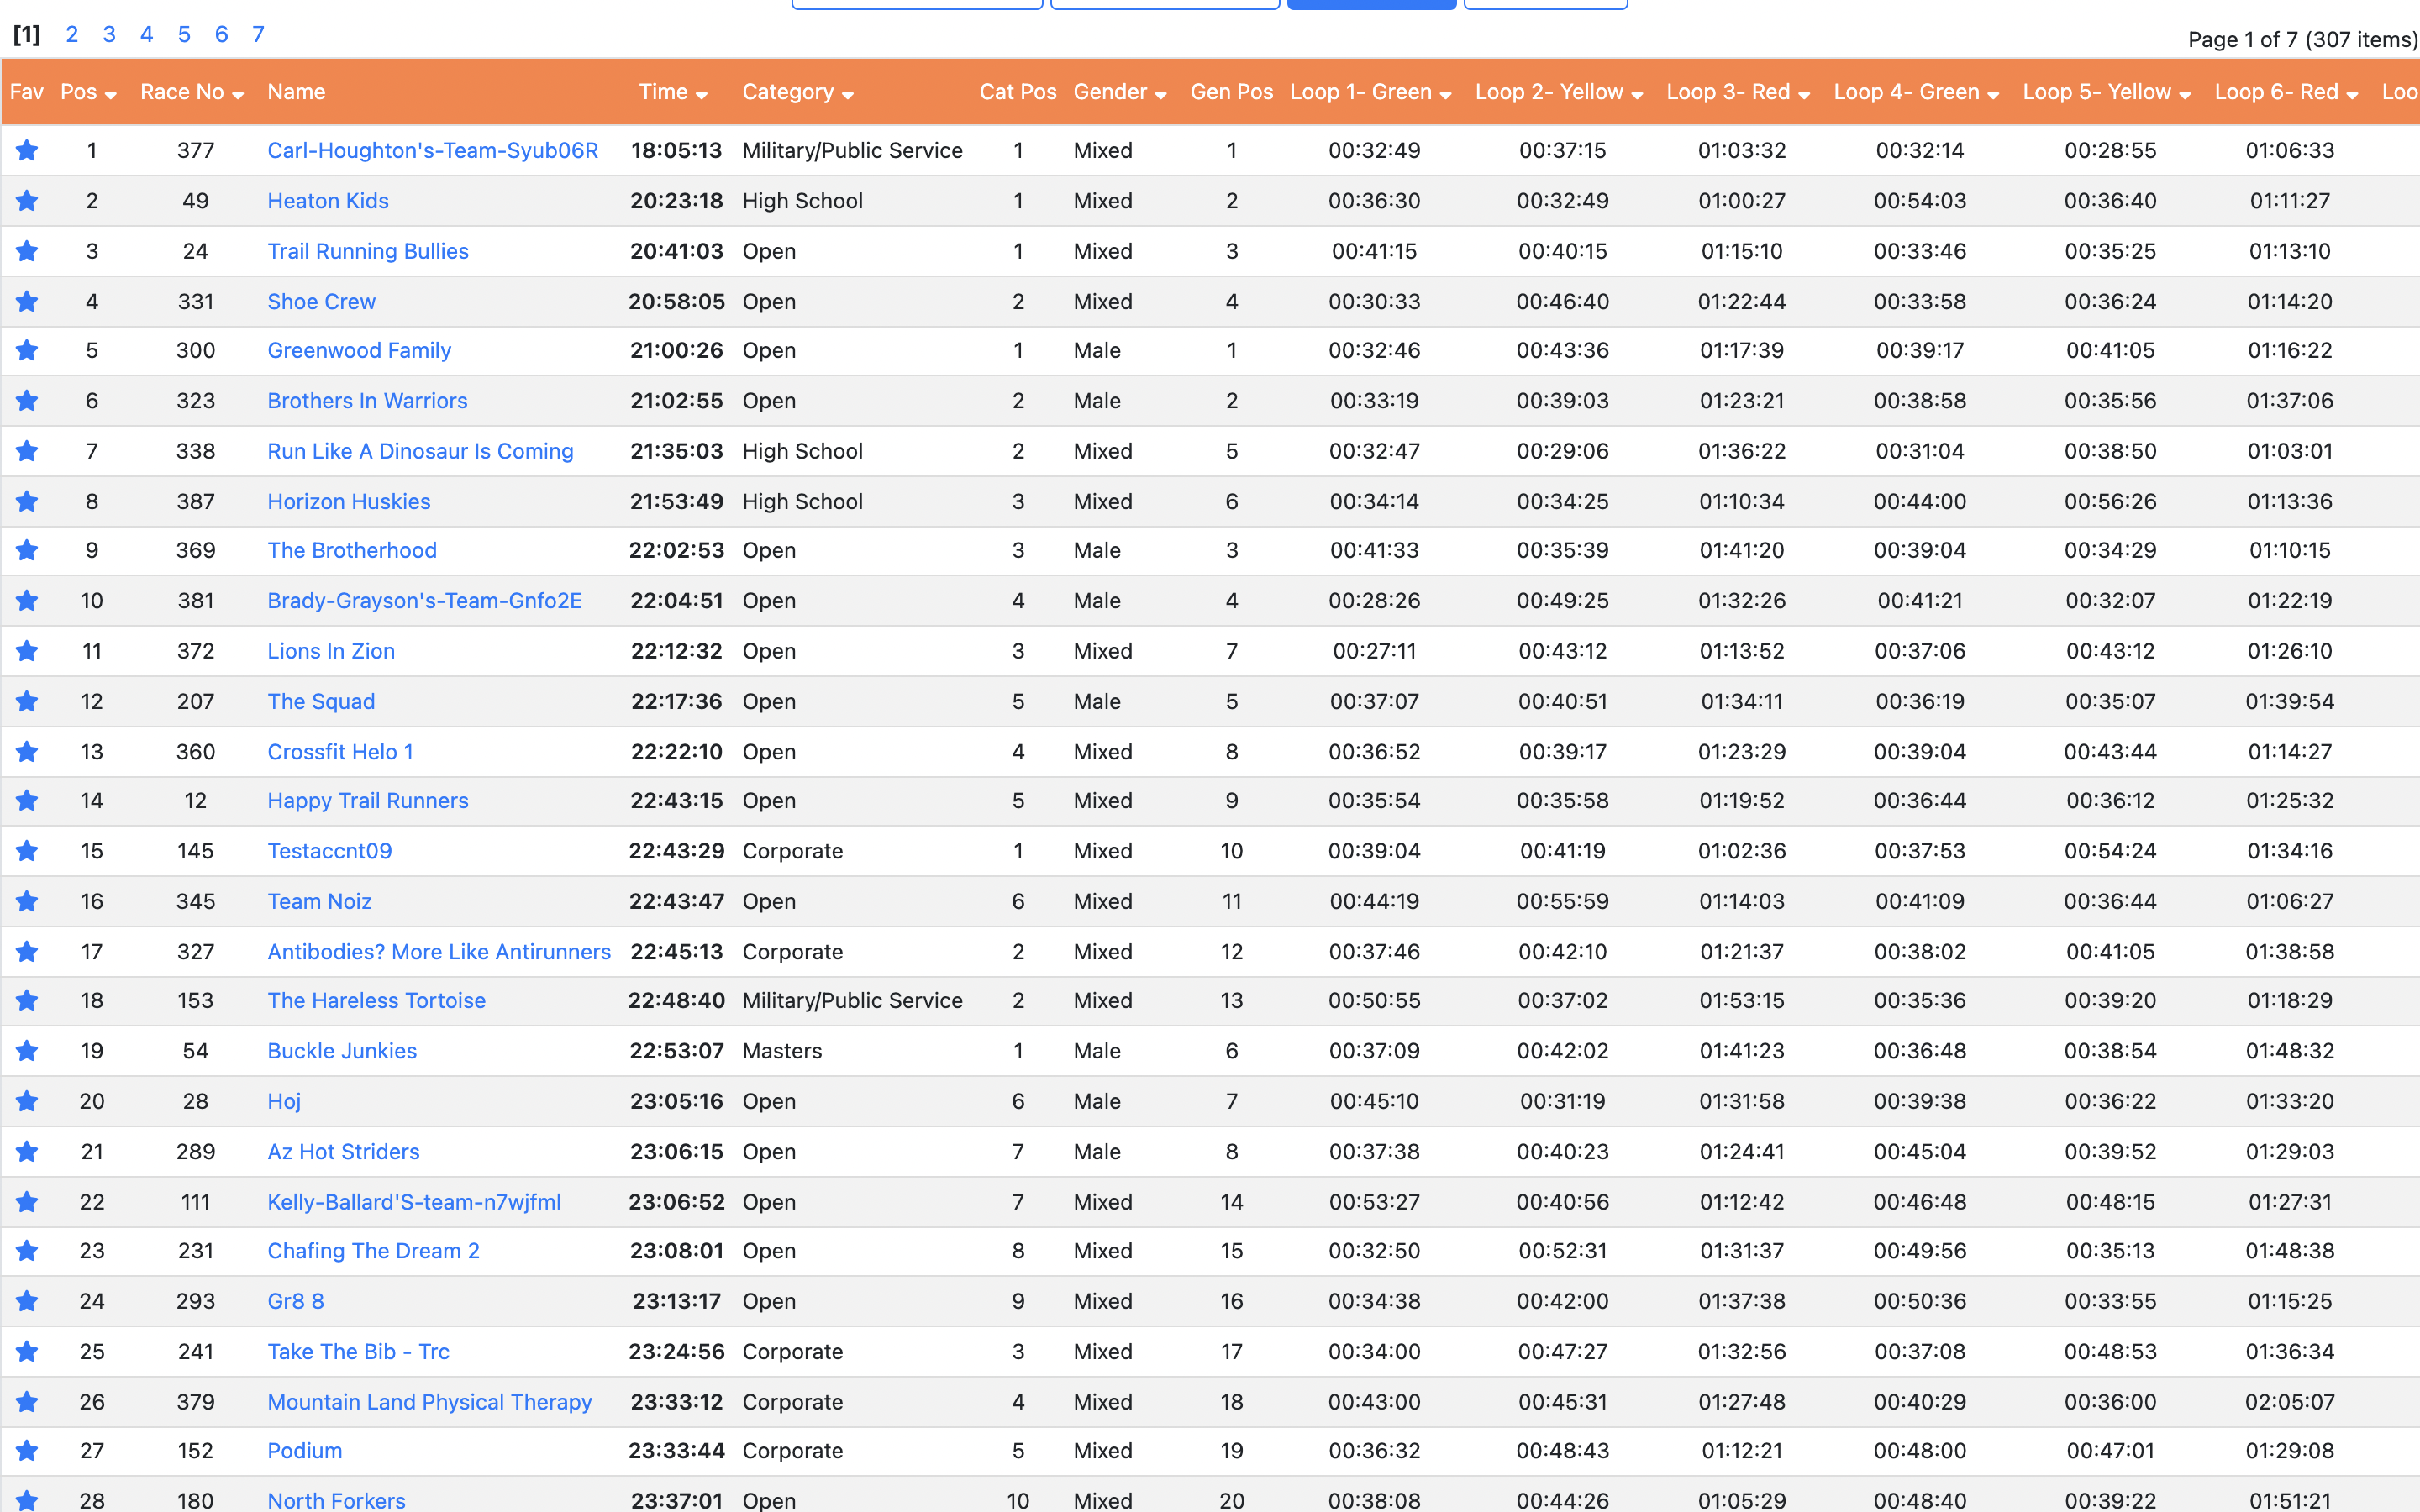 [1] 2 3 4 5 6 7 Page 1 of 7 (307 items)
Fav Pos Race No Name Time Category Cat Pos Gender Gen Pos Loop 1- Green Loop 2- Yellow Loop 3- Red Loop 4- Green Loop 5- Yellow Loop 6- Red Loo
1 377 Carl-Houghton's-Team-Syub06R 18:05:13 Military/Public Service 1 Mixed 1 00:32:49 00:37:15 01:03:32 00:32:14 00:28:55 01:06:33
2 49 Heaton Kids 20:23:18 High School 1 Mixed 2 00:36:30 00:32:49 01:00:27 00:54:03 00:36:40 01:11:27
3 24 Trail Running Bullies 20:41:03 Open 1 Mixed 3 00:41:15 00:40:15 01:15:10 00:33:46 00:35:25 01:13:10
4 331 Shoe Crew 20:58:05 Open 2 Mixed 4 00:30:33 00:46:40 01:22:44 00:33:58 00:36:24 01:14:20
5 300 Greenwood Family 21:00:26 Open 1 Male 1 00:32:46 00:43:36 01:17:39 00:39:17 00:41:05 01:16:22
6 323 Brothers In Warriors 21:02:55 Open 2 Male 2 00:33:19 00:39:03 01:23:21 00:38:58 00:35:56 01:37:06
7 338 Run Like A Dinosaur Is Coming 21:35:03 High School 2 Mixed 5 00:32:47 00:29:06 01:36:22 00:31:04 00:38:50 01:03:01
8 387 Horizon Huskies 21:53:49 High School 3 Mixed 6 00:34:14 00:34:25 01:10:34 00:44:00 00:56:26 01:13:36
9 369 The Brotherhood 22:02:53 Open 3 Male 3 00:41:33 00:35:39 01:41:20 00:39:04 00:34:29 01:10:15
10 381 Brady-Grayson's-Team-Gnfo2E 22:04:51 Open 4 Male 4 00:28:26 00:49:25 01:32:26 00:41:21 00:32:07 01:22:19
11 372 Lions In Zion 22:12:32 Open 3 Mixed 7 00:27:11 00:43:12 01:13:52 00:37:06 00:43:12 01:26:10
12 207 The Squad 22:17:36 Open 5 Male 5 00:37:07 00:40:51 01:34:11 00:36:19 00:35:07 01:39:54
13 360 Crossfit Helo 1 22:22:10 Open 4 Mixed 8 00:36:52 00:39:17 01:23:29 00:39:04 00:43:44 01:14:27
14 12 Happy Trail Runners 22:43:15 Open 5 Mixed 9 00:35:54 00:35:58 01:19:52 00:36:44 00:36:12 01:25:32
15 145 Testaccnt09 22:43:29 Corporate 1 Mixed 10 00:39:04 00:41:19 01:02:36 00:37:53 00:54:24 01:34:16
16 345 Team Noiz 22:43:47 Open 6 Mixed 11 00:44:19 00:55:59 01:14:03 00:41:09 00:36:44 01:06:27
17 327 Antibodies? More Like Antirunners 22:45:13 Corporate 2 Mixed 12 00:37:46 00:42:10 01:21:37 00:38:02 00:41:05 01:38:58
18 153 The Hareless Tortoise 22:48:40 Military/Public Service 2 Mixed 13 00:50:55 00:37:02 01:53:15 00:35:36 00:39:20 01:18:29
19 54 Buckle Junkies 22:53:07 Masters 1 Male 6 00:37:09 00:42:02 01:41:23 00:36:48 00:38:54 01:48:32
20 28 Hoj 23:05:16 Open 6 Male 7 00:45:10 00:31:19 01:31:58 00:39:38 00:36:22 01:33:20
21 289 Az Hot Striders 23:06:15 Open 7 Male 8 00:37:38 00:40:23 01:24:41 00:45:04 00:39:52 01:29:03
22 111 Kelly-Ballard'S-team-n7wjfml 23:06:52 Open 7 Mixed 14 00:53:27 00:40:56 01:12:42 00:46:48 00:48:15 01:27:31
23 231 Chafing The Dream 2 23:08:01 Open 8 Mixed 15 00:32:50 00:52:31 01:31:37 00:49:56 00:35:13 01:48:38
24 293 Gr8 8 23:13:17 Open 9 Mixed 16 00:34:38 00:42:00 01:37:38 00:50:36 00:33:55 01:15:25
25 241 Take The Bib - Trc 23:24:56 Corporate 3 Mixed 17 00:34:00 00:47:27 01:32:56 00:37:08 00:48:53 01:36:34
26 379 Mountain Land Physical Therapy 23:33:12 Corporate 4 Mixed 18 00:43:00 00:45:31 01:27:48 00:40:29 00:36:00 02:05:07
27 152 Podium 23:33:44 Corporate 5 Mixed 19 00:36:32 00:48:43 01:12:21 00:48:00 00:47:01 01:29:08
28 180 North Forkers 23:37:01 Open 10 Mixed 20 00:38:08 00:44:26 01:05:29 00:48:40 00:39:22 01:51:21